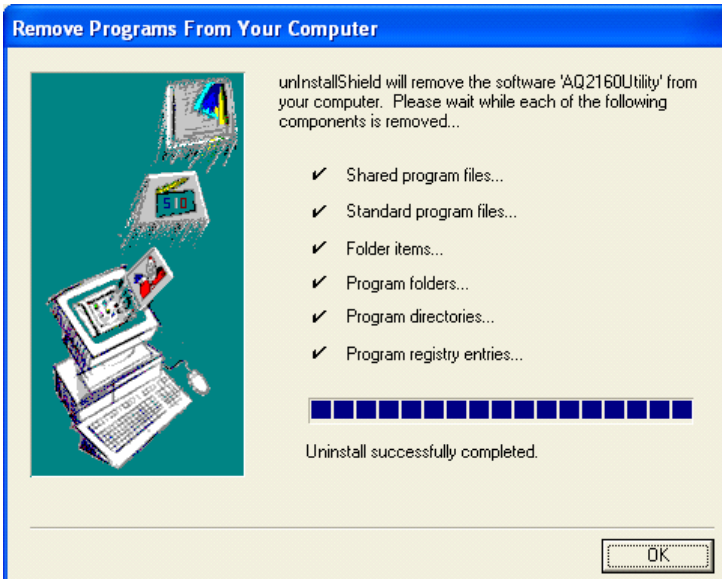 Remove Programs From Your Computer
unInstallShield will remove the software 'AQ2160Utility' from
your computer. Please wait while each of the following
components is removed...
✔ Shared program files...
✔ Standard program files...
✔ Folder items...
✔ Program folders...
✔ Program directories...
✔ Program registry entries...
Uninstall successfully completed.
OK